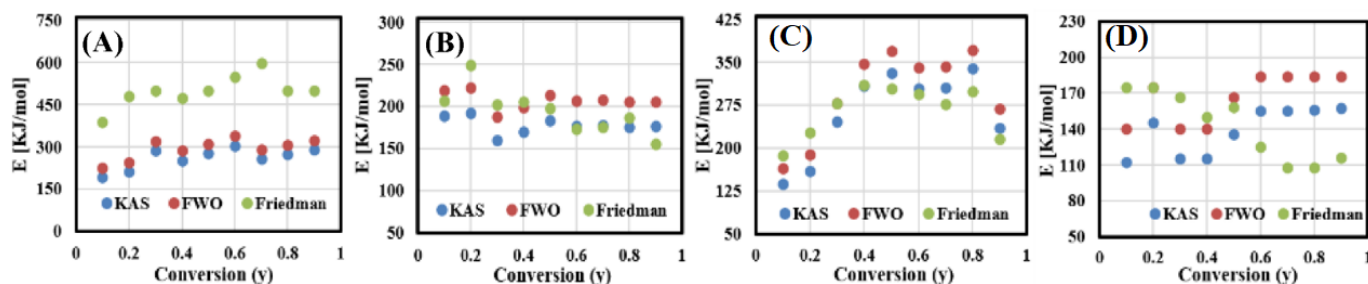 (A)
E [KJ/mol]
750
600
450
300
150
0
KAS FWO Friedman
0 0.2 0.4 0.6 0.8 1
Conversion (y)
(B)
E [KJ/mol]
300
250
200
150
100
50
KAS FWO Friedman
0 0.2 0.4 0.6 0.8 1
Conversion (y)
(C)
E [KJ/mol]
425
350
275
200
125
50
KAS FWO Friedman
0 0.2 0.4 0.6 0.8 1
Conversion (y)
(D)
E [KJ/mol]
230
200
170
140
110
80
50
KAS FWO Friedman
0 0.2 0.4 0.6 0.8 1
Conversion (y)